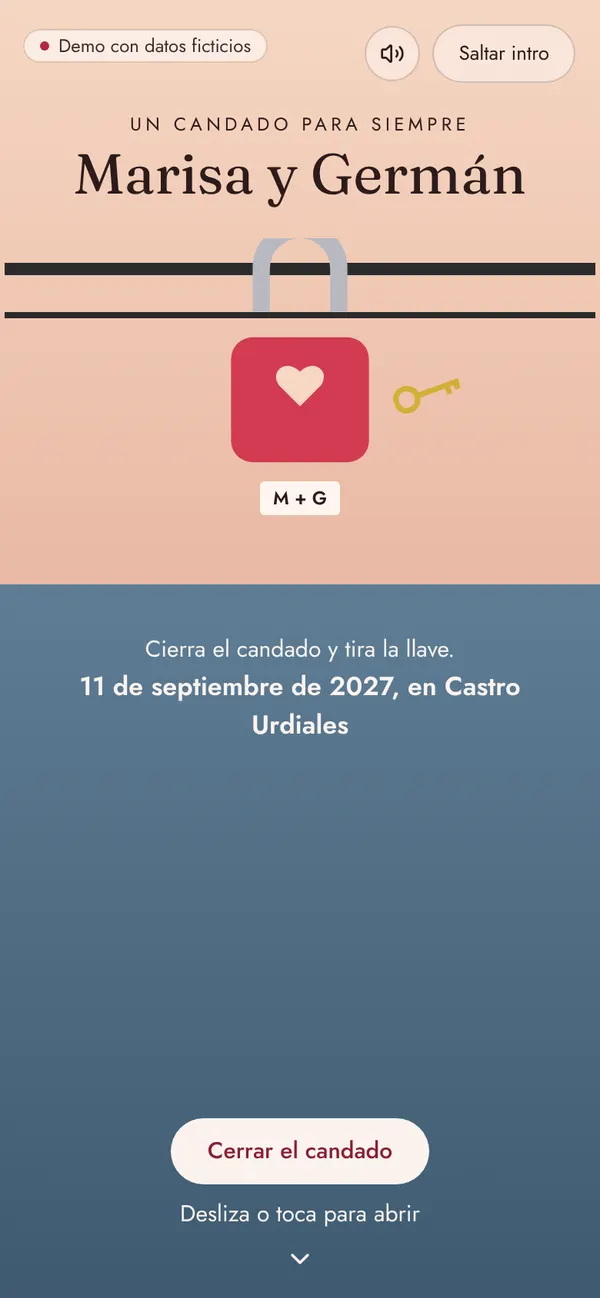 Demo con datos ficticios
Saltar intro
UN CANDADO PARA SIEMPRE
Marisa y Germán
M + G
Cierra el candado y tira la llave.
11 de septiembre de 2027, en Castro
Urdiales
Cerrar el candado
Desliza o toca para abrir